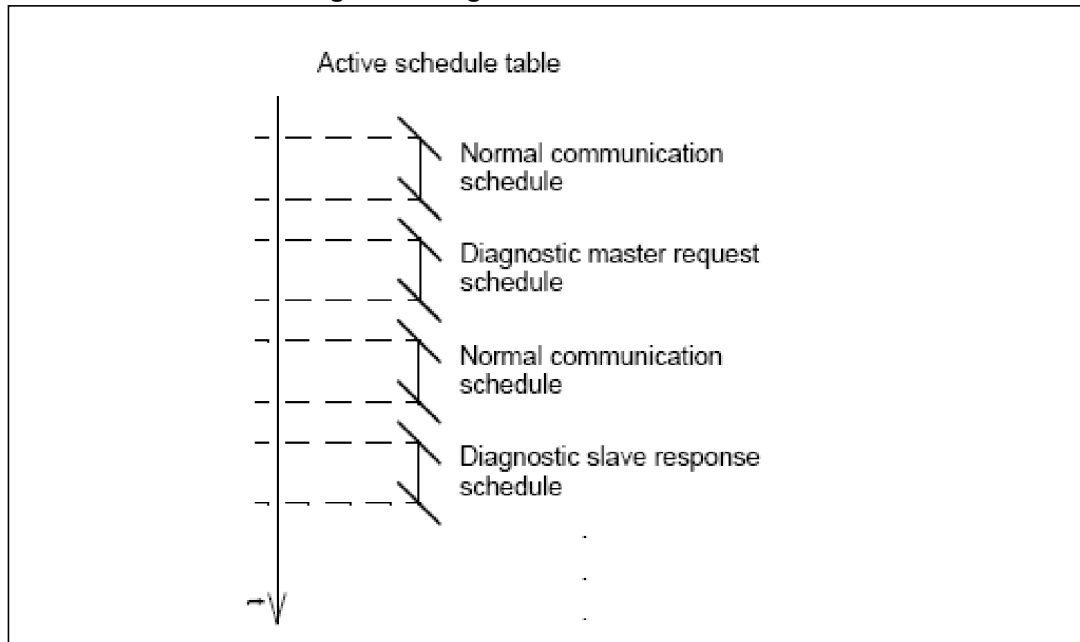 Active schedule table
Normal communication
schedule
Diagnostic master request
schedule
Normal communication
schedule
Diagnostic slave response
schedule
.
.
.
t